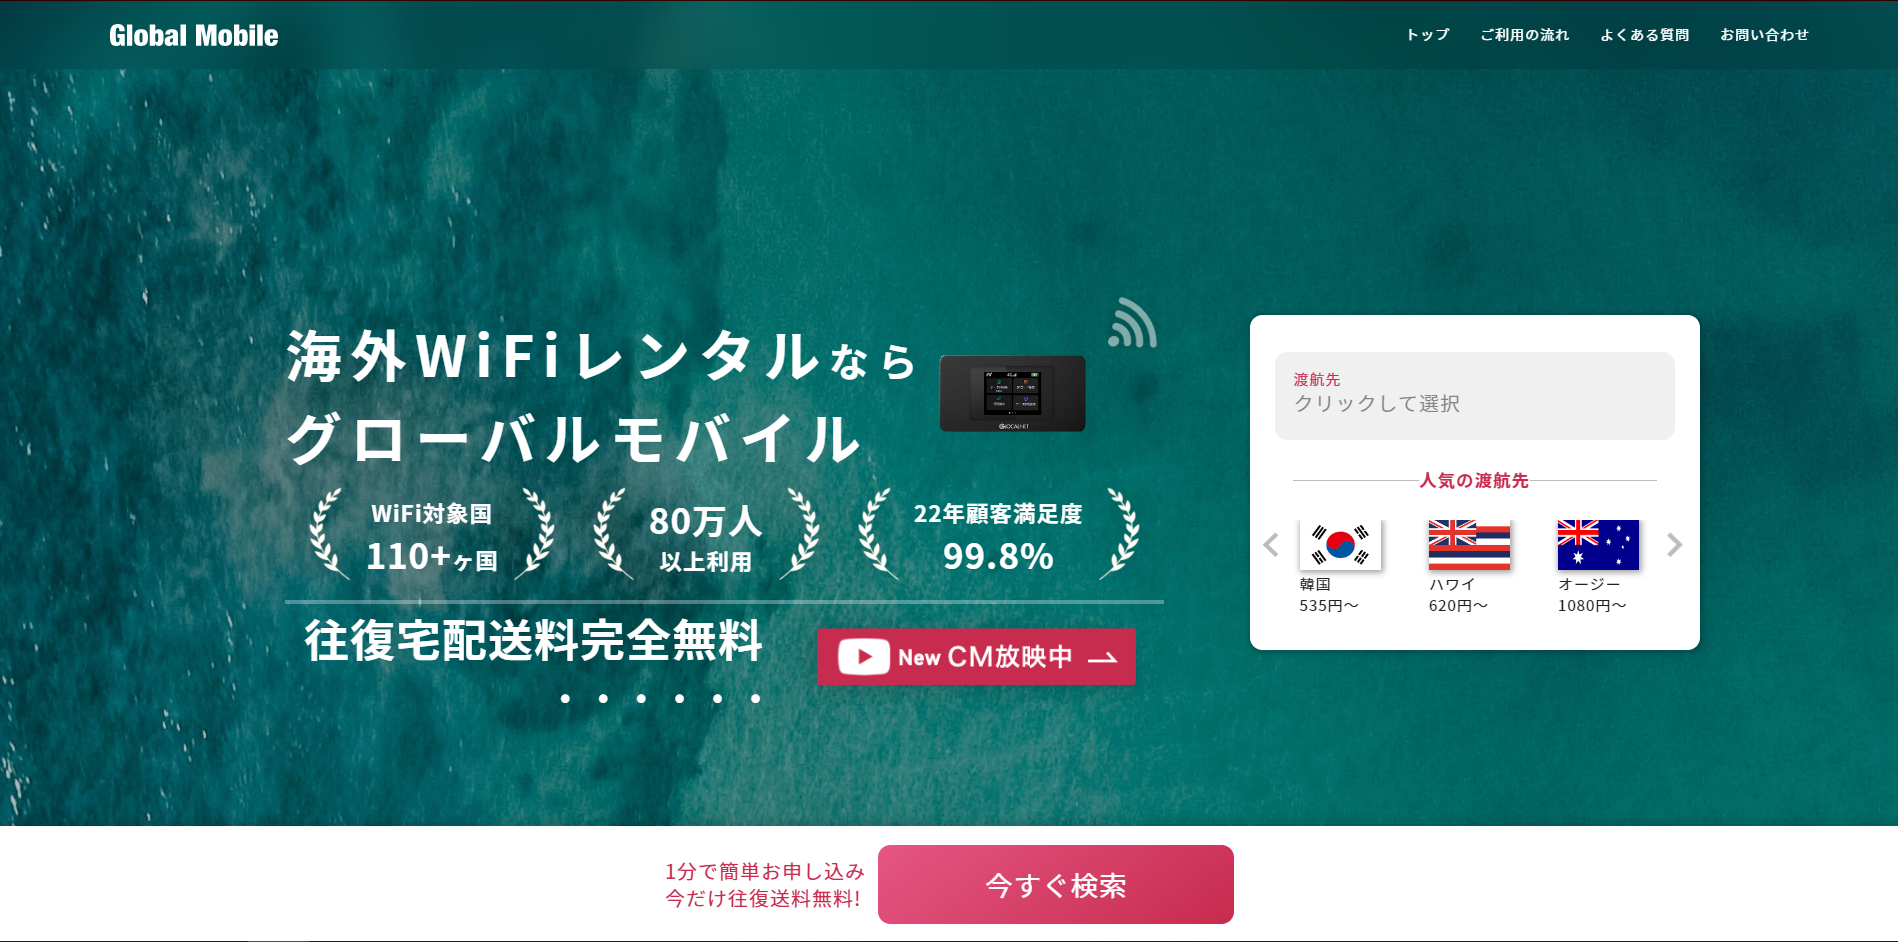 Global Mobile
トップ
ご利用の流れ
よくある質問
お問い合わせ
海外WiFiレンタルなら
グローバルモバイル
WiFi対象国
110+ヶ国
80万人
以上利用
22年顧客満足度
99.8%
往復宅配送料完全無料
New CM放映中
GLOCALNET
渡航先
クリックして選択
人気の渡航先
韓国
535円〜
ハワイ
620円〜
オージー
1080円〜
1分で簡単お申し込み
今だけ往復送料無料!
今すぐ検索